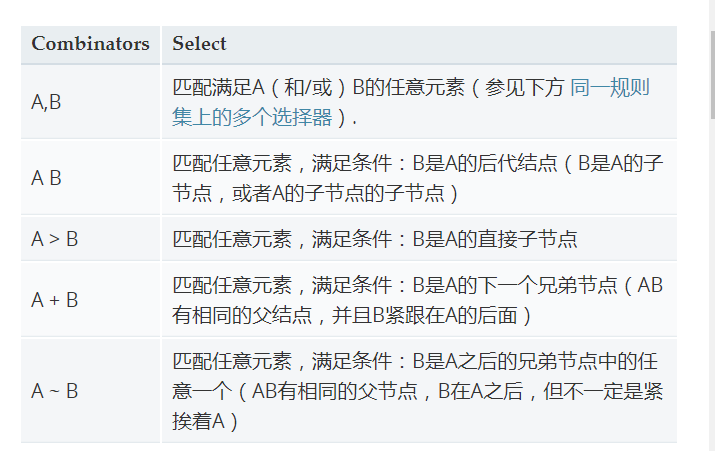 Combinators Select
A,B
匹配满足A（和/或）B的任意元素（参见下方 同一规则
集上的多个选择器）.
A B
匹配任意元素，满足条件：B是A的后代结点（B是A的子
节点，或者A的子节点的子节点）
A > B
匹配任意元素，满足条件：B是A的直接子节点
A + B
匹配任意元素，满足条件：B是A的下一个兄弟节点（AB
有相同的父结点，并且B紧跟在A的后面）
A ~ B
匹配任意元素，满足条件：B是A之后的兄弟节点中的任
意一个（AB有相同的父节点，B在A之后，但不一定是紧
挨着A）